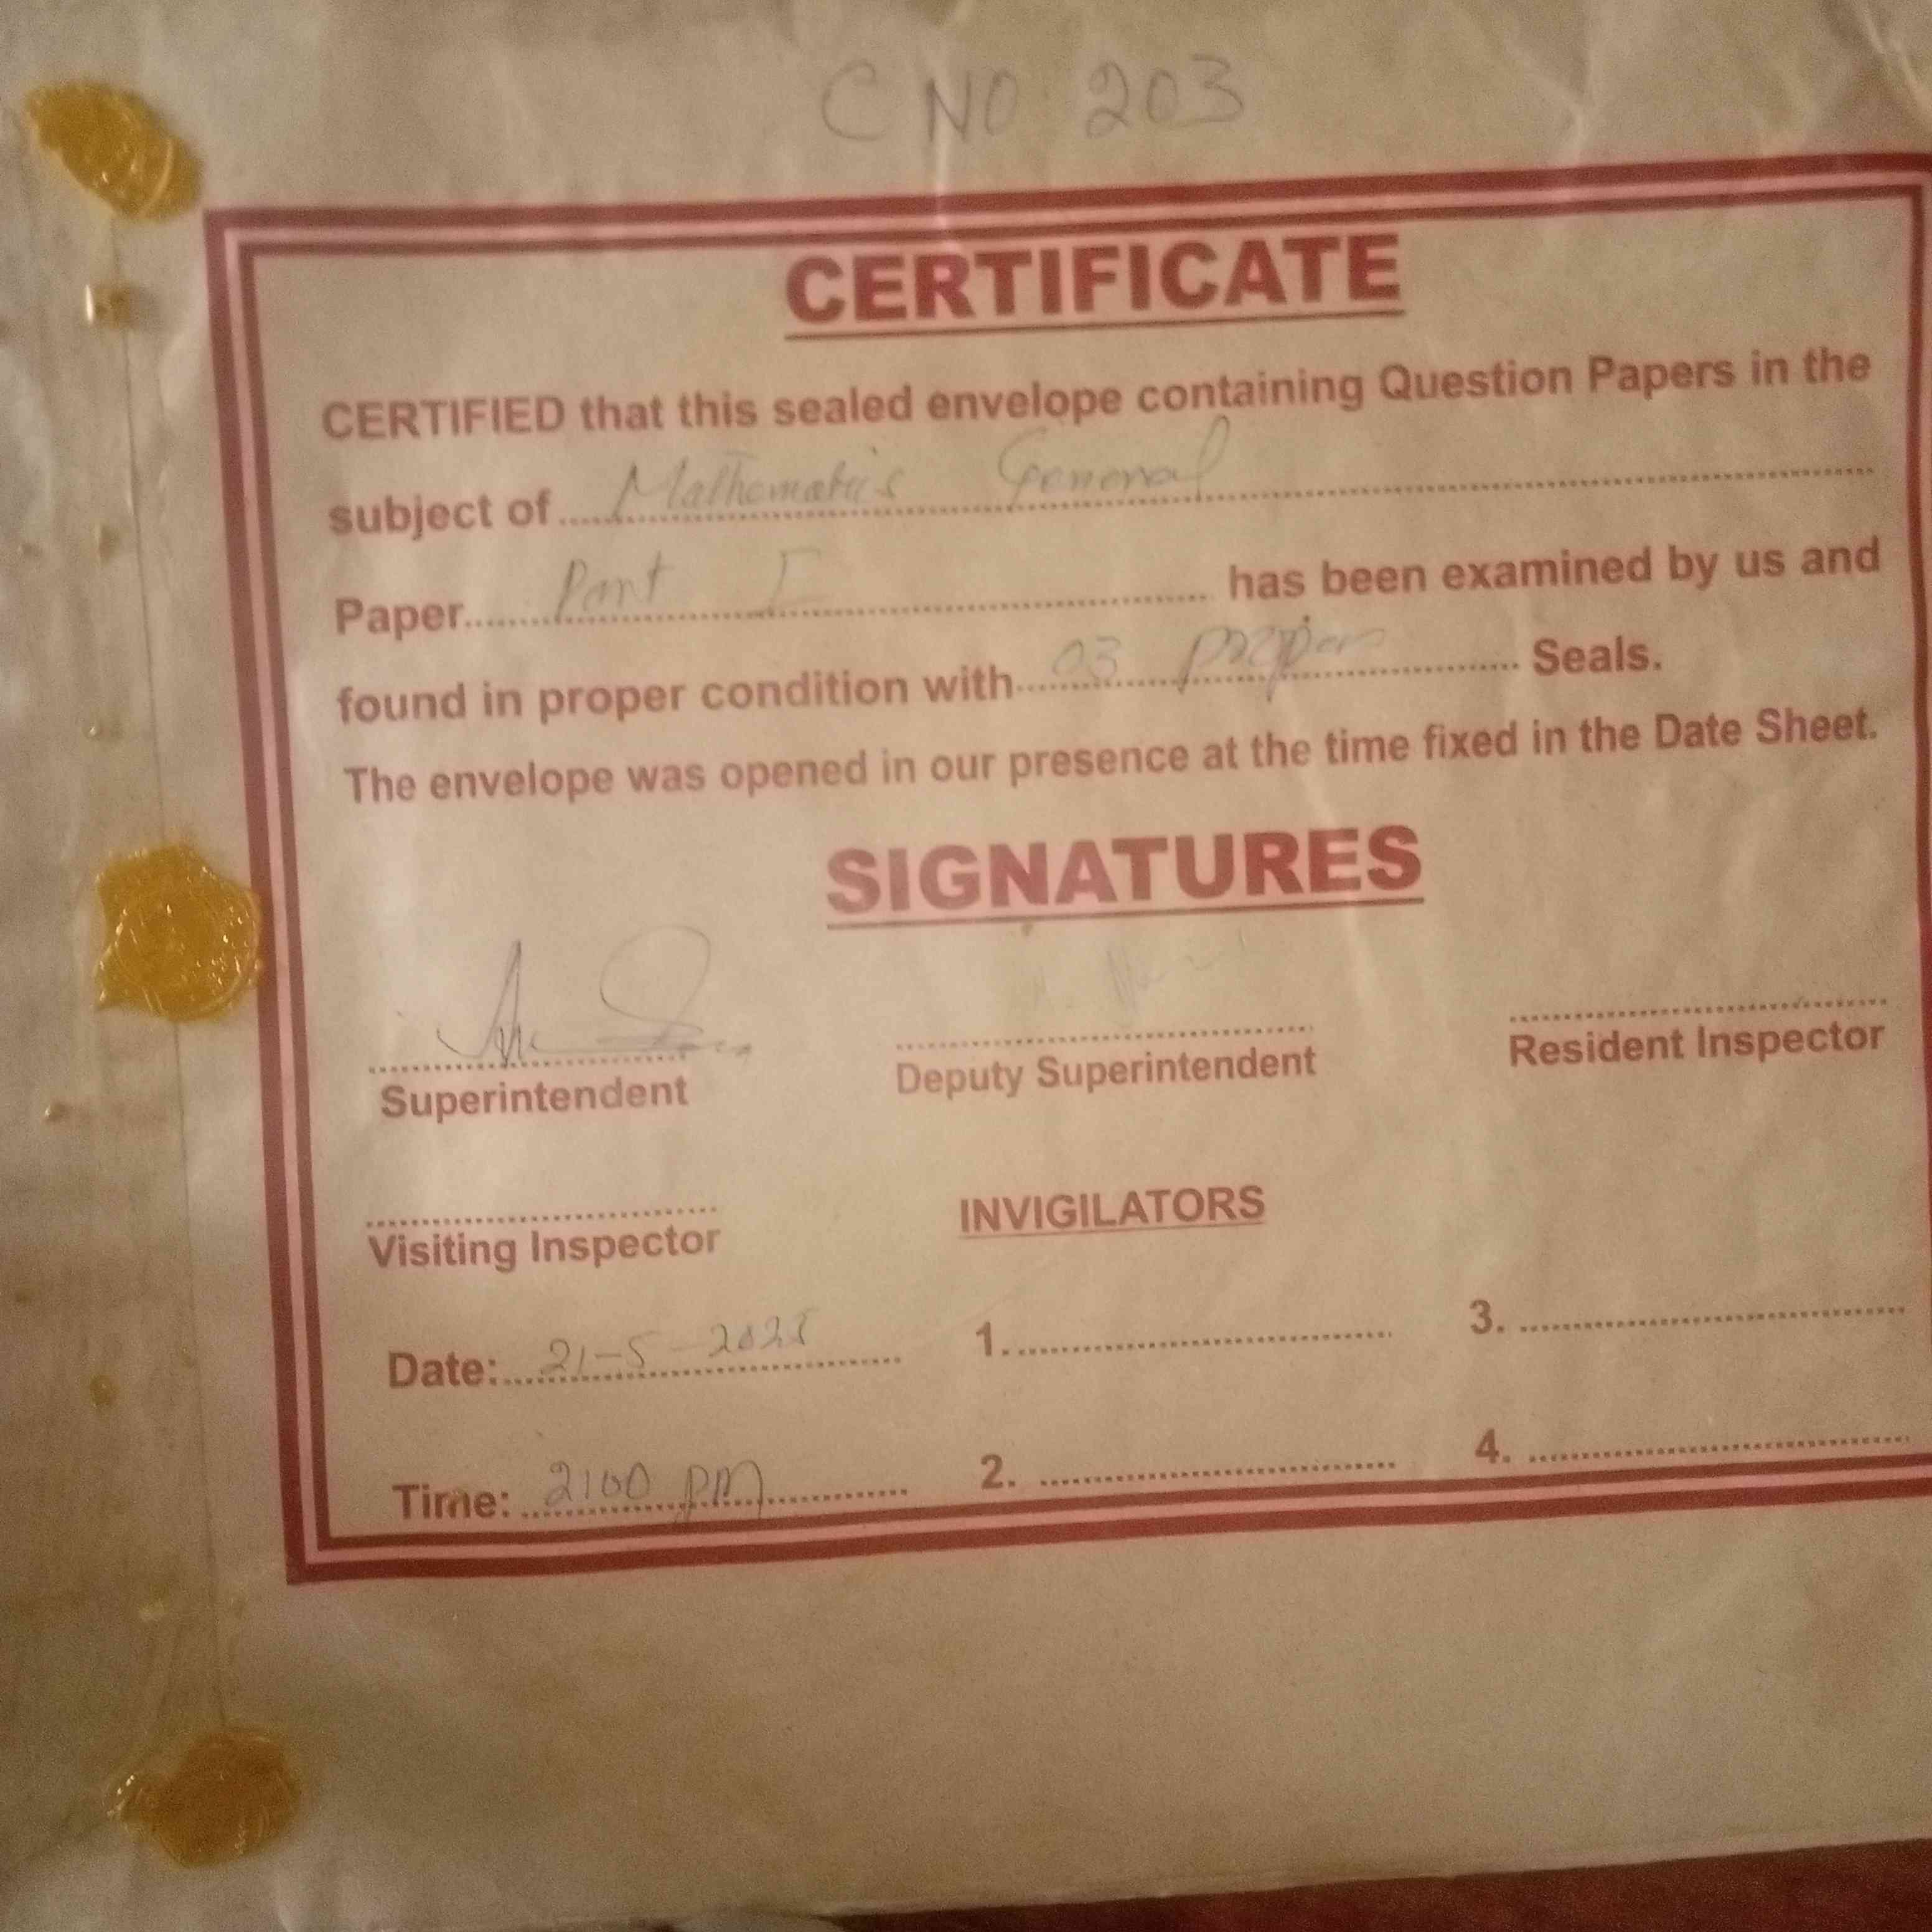 C NO 203
CERTIFICATE
CERTIFIED that this sealed envelope containing Question Papers in the
subject of Mathematics General
Paper Part I has been examined by us and
found in proper condition with 03 proper Seals.
The envelope was opened in our presence at the time fixed in the Date Sheet.
SIGNATURES
Superintendent Deputy Superintendent Resident Inspector
Visiting Inspector INVIGILATORS
Date: 21-5- 1. 3.
Time: 2:00 pm 2. 4.